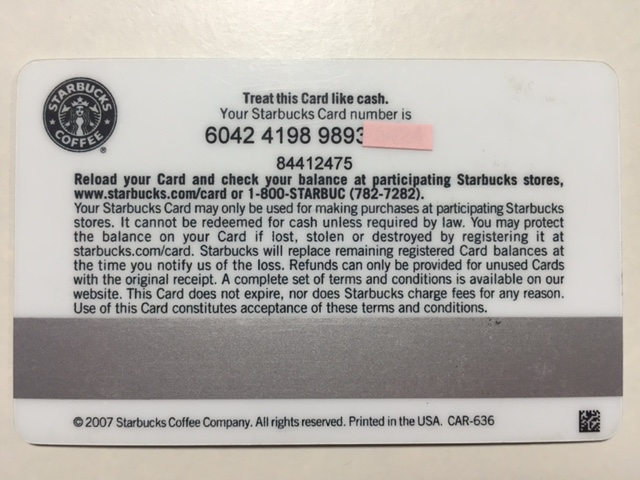 STARBUCKS
COFFEE
®
Treat this Card like cash.
Your Starbucks Card number is
6042 4198 9893
84412475
Reload your Card and check your balance at participating Starbucks stores,
www.starbucks.com/card or 1-800-STARBUC (782-7282).
Your Starbucks Card may only be used for making purchases at participating Starbucks
stores. It cannot be redeemed for cash unless required by law. You may protect
the balance on your Card if lost, stolen or destroyed by registering it at
starbucks.com/card. Starbucks will replace remaining registered Card balances at
the time you notify us of the loss. Refunds can only be provided for unused Cards
with the original receipt. A complete set of terms and conditions is available on our
website. This Card does not expire, nor does Starbucks charge fees for any reason.
Use of this Card constitutes acceptance of these terms and conditions.
© 2007 Starbucks Coffee Company. All rights reserved. Printed in the USA. CAR-636